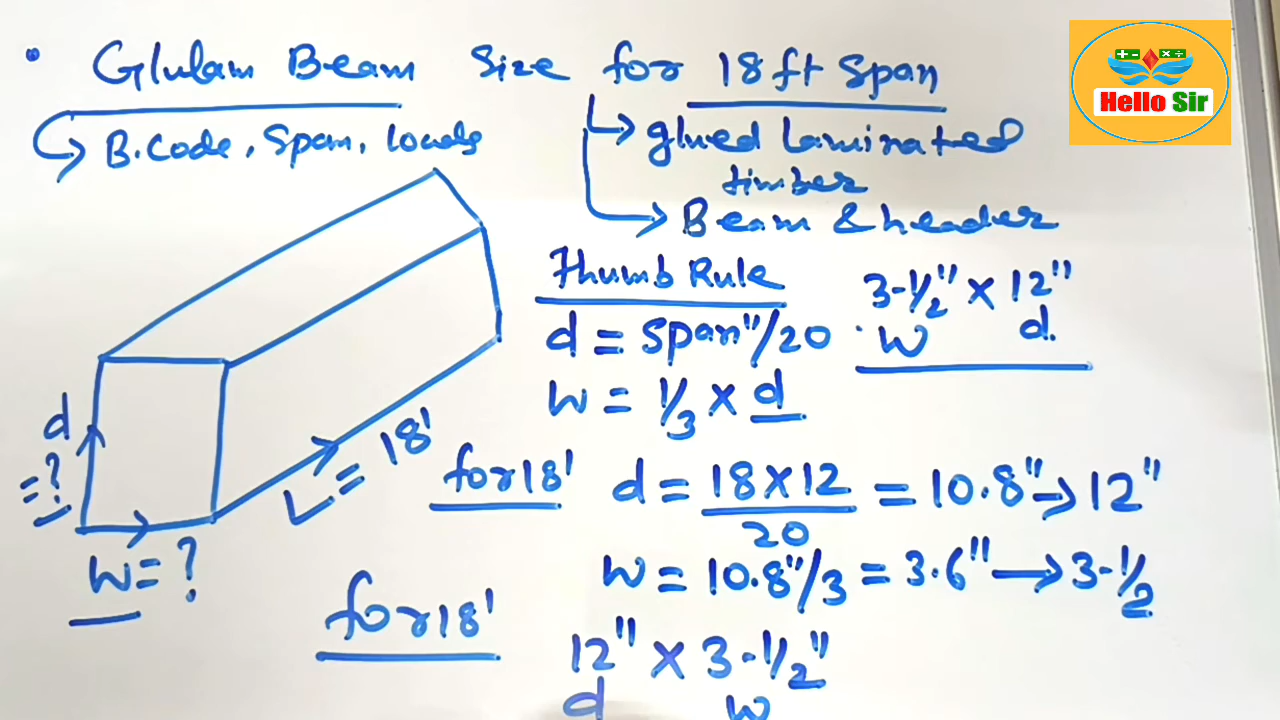 • Glulam Beam Size for 18ft Span
B.Code, Span, loads
glued laminated
timber
Beam & header
Thumb Rule
3-1/2" × 12"
W d.
d = Span"/20
W = 1/3 × d
d = ?
W = ?
L = 18'
for 18' d = 18×12/20 = 10.8" → 12"
W = 10.8"/3 = 3.6" → 3-1/2
for 18'
12" × 3-1/2"
d W
+− ×÷
Hello Sir